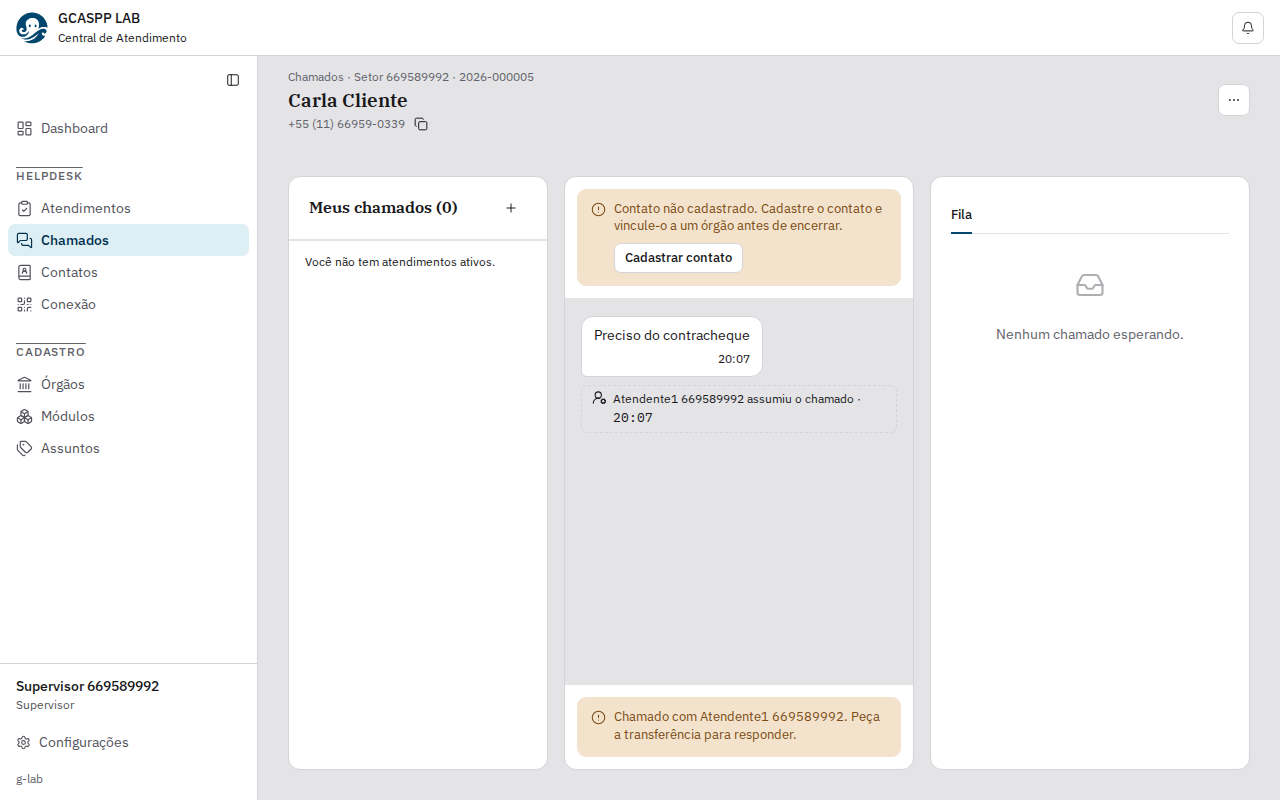 GCASPP LAB
Central de Atendimento
Dashboard
HELPDESK
Atendimentos
Chamados
Contatos
Conexão
CADASTRO
Órgãos
Módulos
Assuntos
Supervisor 669589992
Supervisor
Configurações
g-lab
Chamados · Setor 669589992 · 2026-000005
Carla Cliente
+55 (11) 66959-0339
Meus chamados (0)
Você não tem atendimentos ativos.
Contato não cadastrado. Cadastre o contato e
vincule-o a um órgão antes de encerrar.
Cadastrar contato
Preciso do contracheque
20:07
Atendente1 669589992 assumiu o chamado ·
20:07
Chamado com Atendente1 669589992. Peça
a transferência para responder.
Fila
Nenhum chamado esperando.